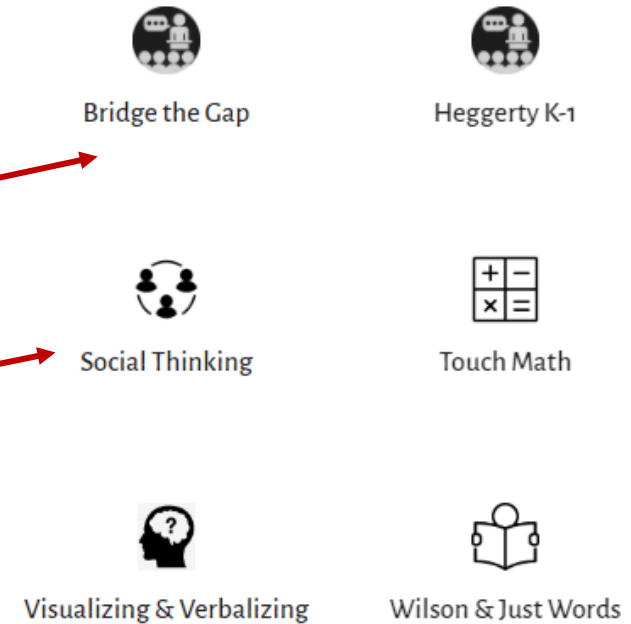 Bridge the Gap
Heggerty K-1
Social Thinking
Touch Math
Visualizing & Verbalizing
Wilson & Just Words